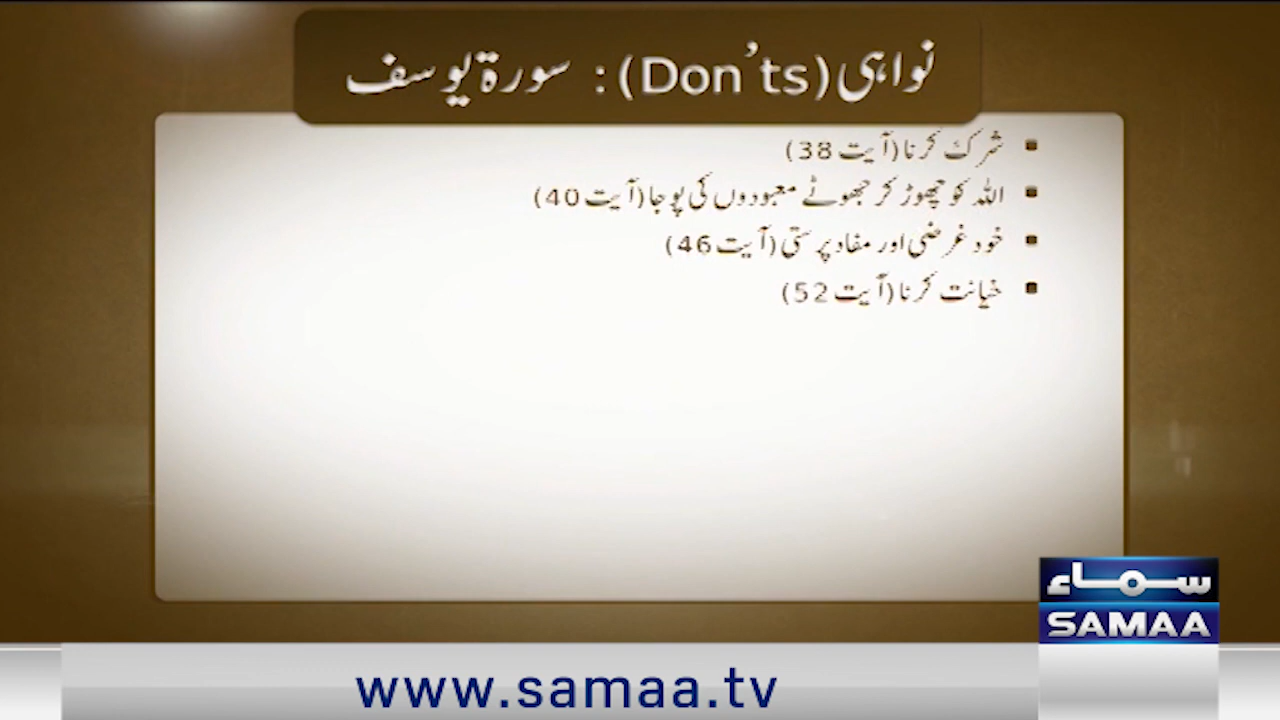 نواہی (Don'ts) : سورۃ یوسف
▪ شرک کرنا (آیت 38)
▪ اللہ کو چھوڑ کر جھوٹے معبودوں کی پوجا (آیت 40)
▪ خود غرضی اور مفاد پرستی (آیت 46)
▪ خیانت کرنا (آیت 52)
سماء
SAMAA
www.samaa.tv